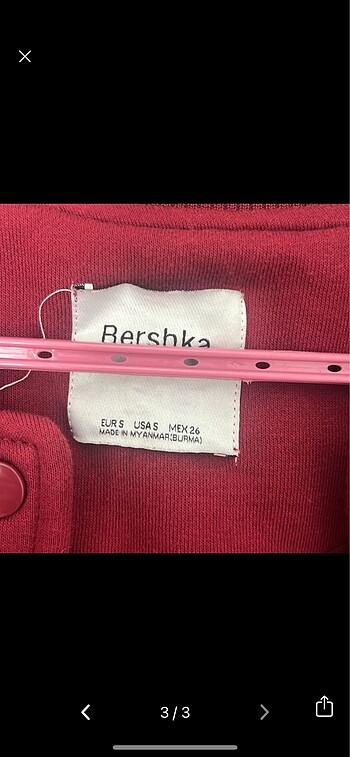 Bershka
EUR S USA S MEX 26
MADE IN MYANMAR(BURMA)
3/3